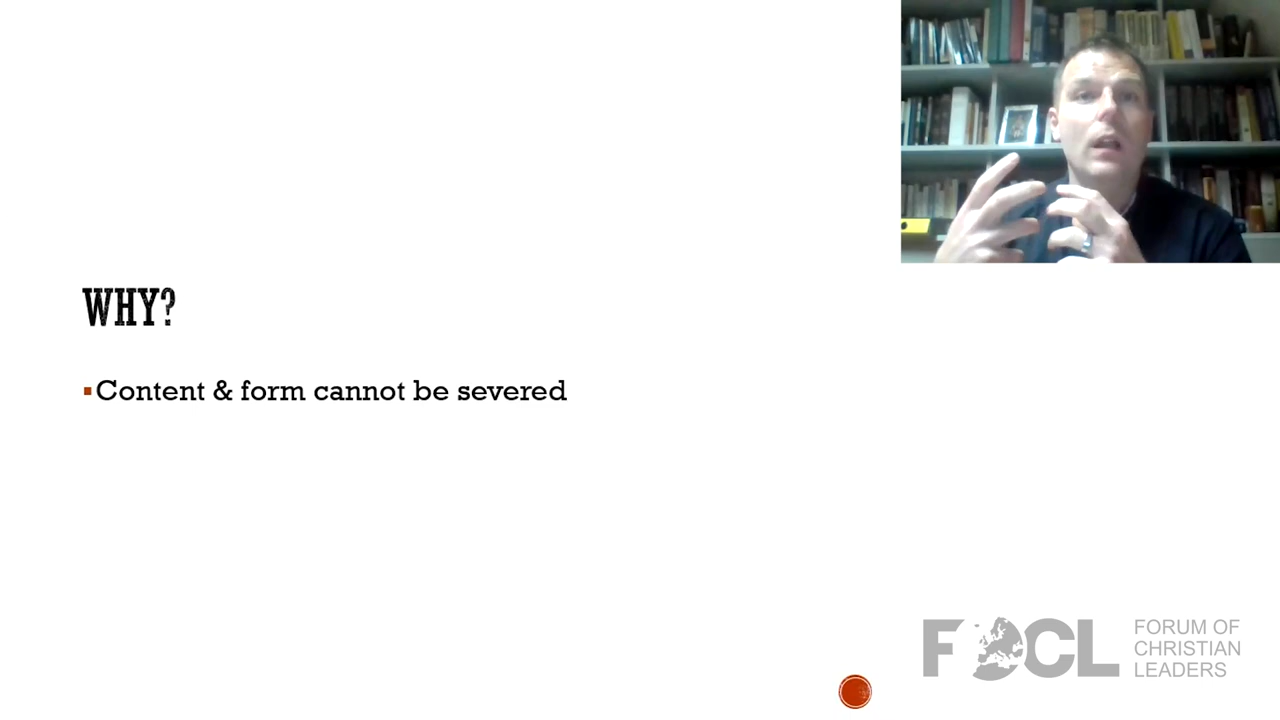 WHY?
Content & form cannot be severed
FOCL
FORUM OF
CHRISTIAN
LEADERS